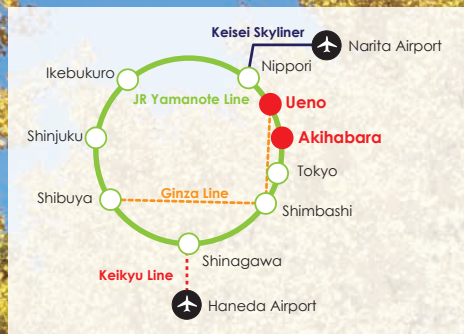 Keisei Skyliner
Narita Airport
Nippori
Ikebukuro
JR Yamanote Line
Ueno
Shinjuku
Akihabara
Tokyo
Ginza Line
Shibuya
Shimbashi
Shinagawa
Keikyu Line
Haneda Airport